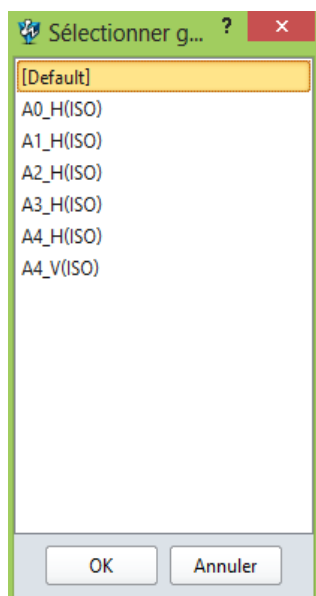 Sélectionner g... ? ×
[Default]
A0_H(ISO)
A1_H(ISO)
A2_H(ISO)
A3_H(ISO)
A4_H(ISO)
A4_V(ISO)
OK Annuler